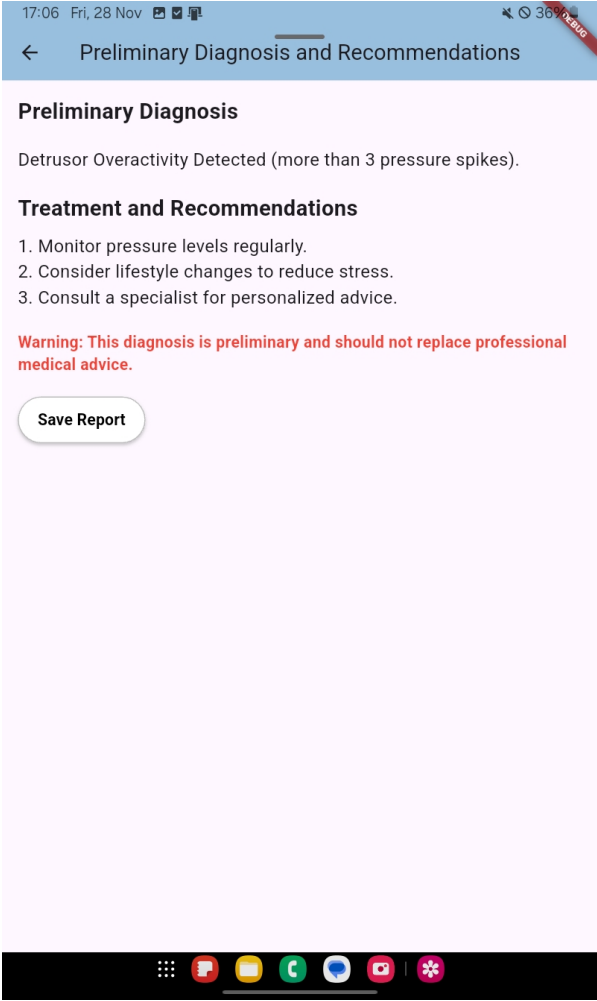 17:06 Fri, 28 Nov 36%
DEBUG
Preliminary Diagnosis and Recommendations
Preliminary Diagnosis
Detrusor Overactivity Detected (more than 3 pressure spikes).
Treatment and Recommendations
1. Monitor pressure levels regularly.
2. Consider lifestyle changes to reduce stress.
3. Consult a specialist for personalized advice.
Warning: This diagnosis is preliminary and should not replace professional
medical advice.
Save Report